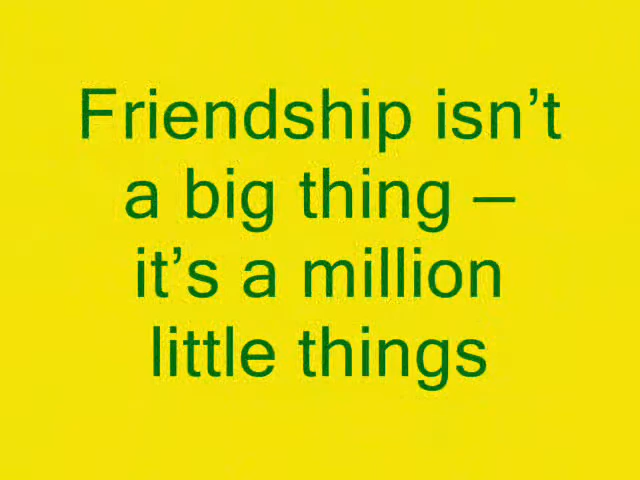 Friendship isn’t
a big thing –
it’s a million
little things